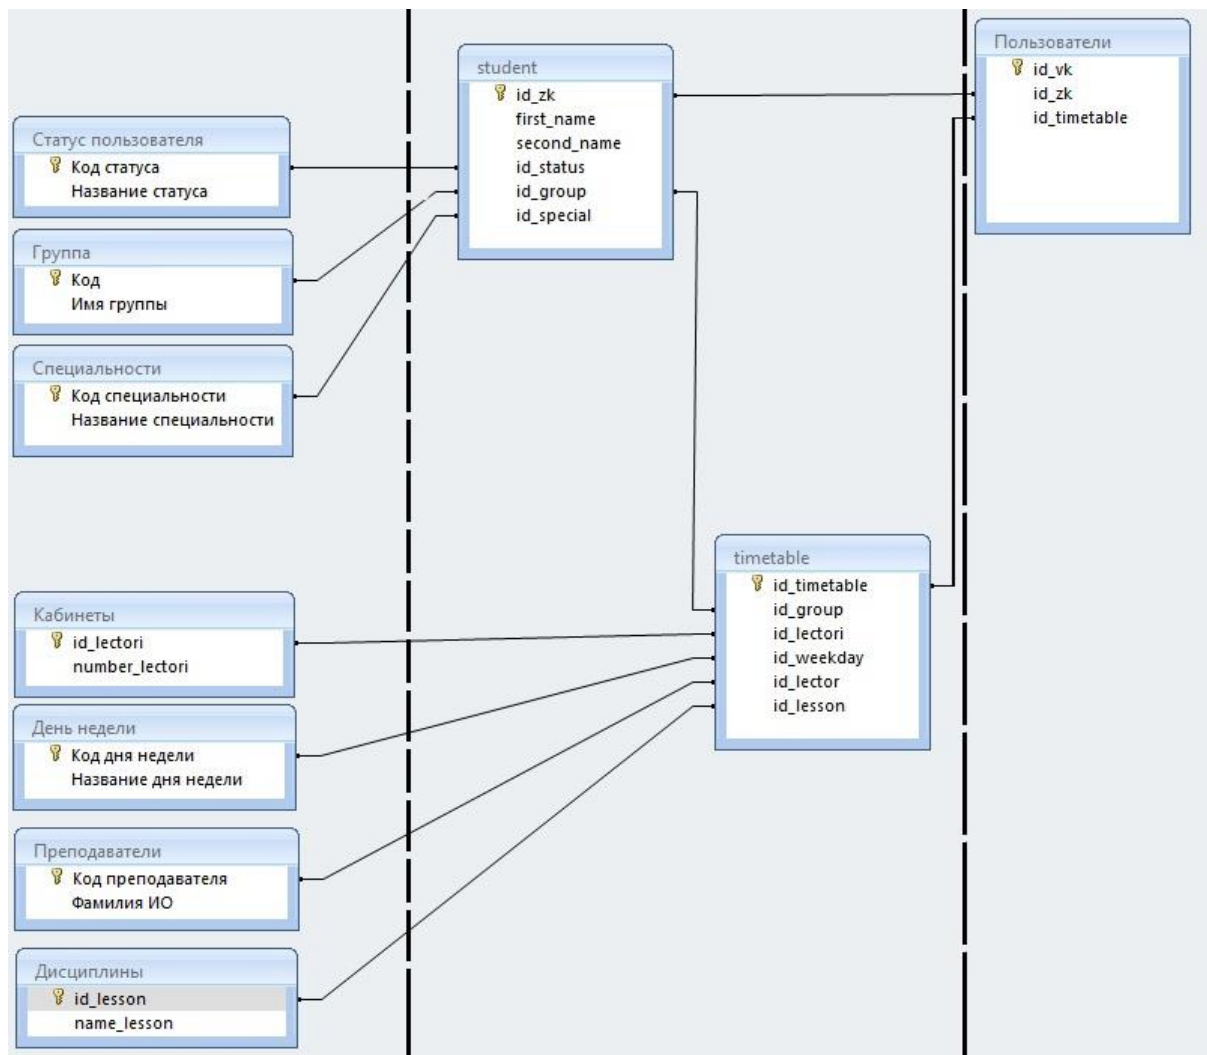 Статус пользователя
Код статуса
Название статуса
Группа
Код
Имя группы
Специальности
Код специальности
Название специальности
Кабинеты
id_lectori
number_lectori
День недели
Код дня недели
Название дня недели
Преподаватели
Код преподавателя
Фамилия ИО
Дисциплины
id_lesson
name_lesson
student
id_zk
first_name
second_name
id_status
id_group
id_special
timetable
id_timetable
id_group
id_lectori
id_weekday
id_lector
id_lesson
Пользователи
id_vk
id_zk
id_timetable